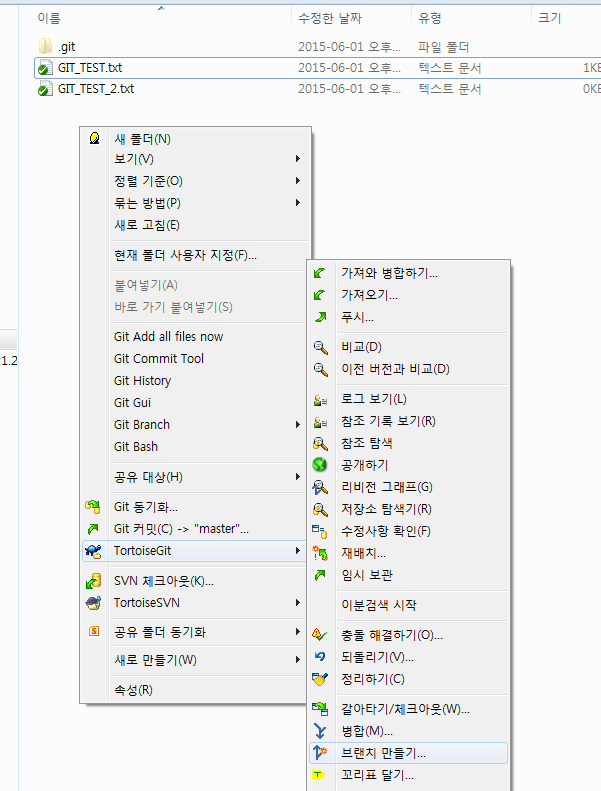 이름 수정한 날짜 유형 크기
.git 2015-06-01 오후... 파일 폴더
GIT_TEST.txt 2015-06-01 오후... 텍스트 문서 1KB
GIT_TEST_2.txt 2015-06-01 오후... 텍스트 문서 0KB
새 폴더(N)
보기(V)
정렬 기준(O)
묶는 방법(P)
새로 고침(E)
현재 폴더 사용자 지정(F)...
붙여넣기(A)
바로 가기 붙여넣기(S)
Git Add all files now
Git Commit Tool
Git History
Git Gui
Git Branch
Git Bash
공유 대상(H)
Git 동기화...
Git 커밋(C) -> "master"...
TortoiseGit
SVN 체크아웃(K)...
TortoiseSVN
공유 폴더 동기화
새로 만들기(W)
속성(R)
1.2
가져와 병합하기...
가져오기...
푸시...
비교(D)
이전 버전과 비교(D)
로그 보기(L)
참조 기록 보기(R)
참조 탐색
공개하기
리비전 그래프(G)
저장소 탐색기(R)
수정사항 확인(F)
재배치...
임시 보관
이분검색 시작
충돌 해결하기(O)...
되돌리기(V)...
정리하기(C)
갈아타기/체크아웃(W)...
병합(M)...
브랜치 만들기...
꼬리표 달기...